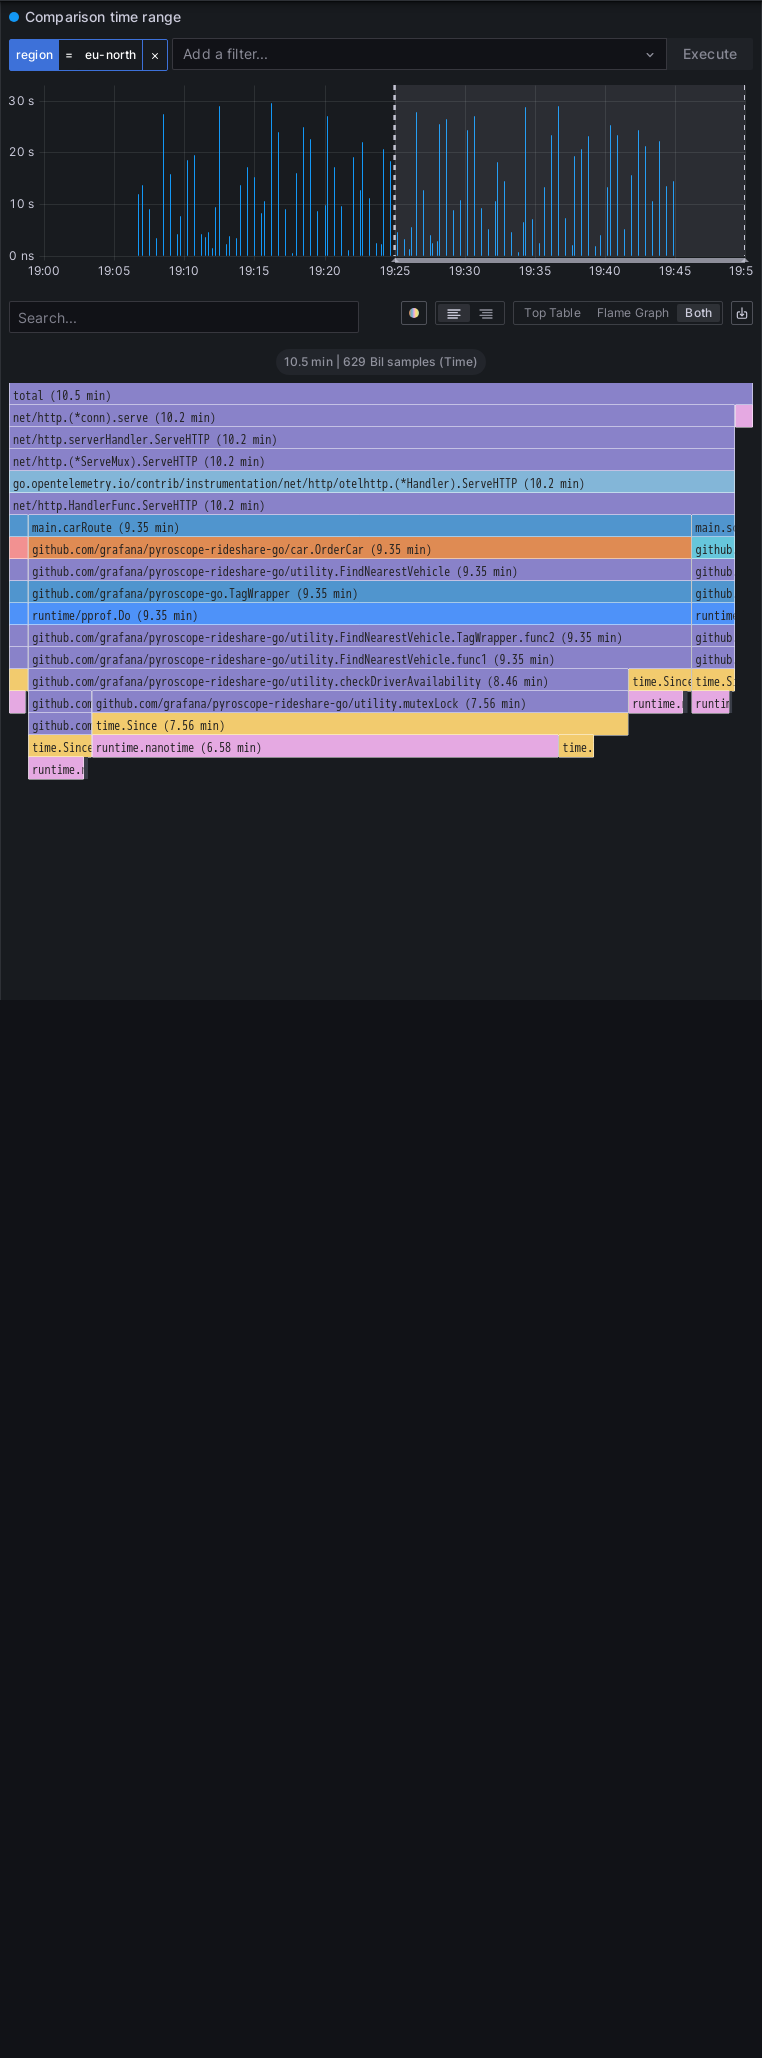 Comparison time range
region = eu-north × Add a filter... Execute
30 s
20 s
10 s
0 ns
19:00 19:05 19:10 19:15 19:20 19:25 19:30 19:35 19:40 19:45 19:5
Search... Top Table Flame Graph Both
10.5 min | 629 Bil samples (Time)
total (10.5 min)
net/http.(*conn).serve (10.2 min)
net/http.serverHandler.ServeHTTP (10.2 min)
net/http.(*ServeMux).ServeHTTP (10.2 min)
go.opentelemetry.io/contrib/instrumentation/net/http/otelhttp.(*Handler).ServeHTTP (10.2 min)
net/http.HandlerFunc.ServeHTTP (10.2 min)
main.carRoute (9.35 min) main.s
github.com/grafana/pyroscope-rideshare-go/car.OrderCar (9.35 min) github
github.com/grafana/pyroscope-rideshare-go/utility.FindNearestVehicle (9.35 min) github
github.com/grafana/pyroscope-go.TagWrapper (9.35 min) github
runtime/pprof.Do (9.35 min) runtim
github.com/grafana/pyroscope-rideshare-go/utility.FindNearestVehicle.TagWrapper.func2 (9.35 min) github
github.com/grafana/pyroscope-rideshare-go/utility.FindNearestVehicle.func1 (9.35 min) github
github.com/grafana/pyroscope-rideshare-go/utility.checkDriverAvailability (8.46 min) time.Since time.S
github.com github.com/grafana/pyroscope-rideshare-go/utility.mutexLock (7.56 min) runtime. runtin
github.com time.Since (7.56 min)
time.Since runtime.nanotime (6.58 min) time.
runtime.n